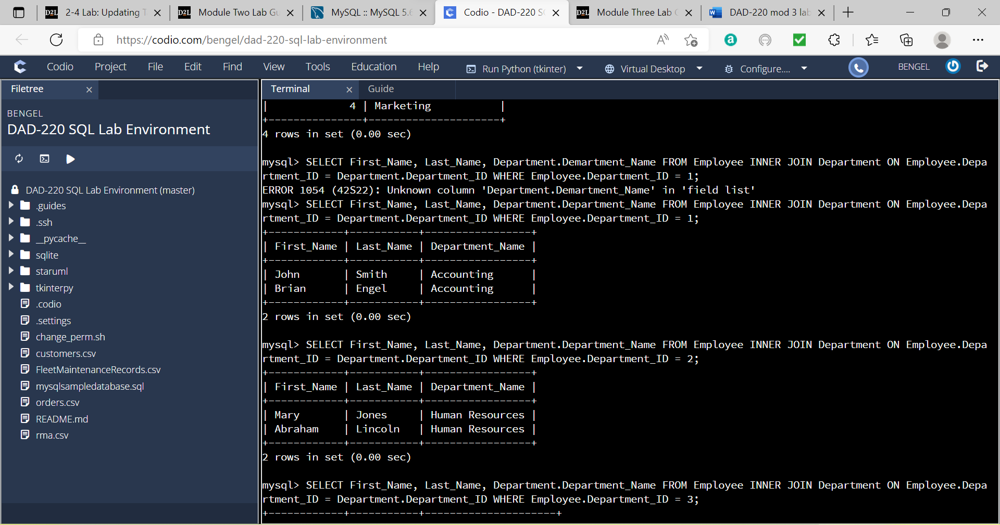 2-4 Lab: Updating T
Module Two Lab Gu
MySQL :: MySQL 5.6
Codio - DAD-220 S
Module Three Lab
DAD-220 mod 3 lab
https://codio.com/bengel/dad-220-sql-lab-environment
Codio Project File Edit Find View Tools Education Help Run Python (tkinter) Virtual Desktop Configure.... BENGEL
Filetree
BENGEL
DAD-220 SQL Lab Environment
DAD-220 SQL Lab Environment (master)
.guides
.ssh
__pycache__
sqlite
staruml
tkinterpy
.codio
.settings
change_perm.sh
customers.csv
FleetMaintenanceRecords.csv
mysqlsampledatabase.sql
orders.csv
README.md
rma.csv
Terminal Guide
|              4 | Marketing           |
+----------------+---------------------+
4 rows in set (0.00 sec)
mysql> SELECT First_Name, Last_Name, Department.Demartment_Name FROM Employee INNER JOIN Department ON Employee.Depa
rtment_ID = Department.Department_ID WHERE Employee.Department_ID = 1;
ERROR 1054 (42S22): Unknown column 'Department.Demartment_Name' in 'field list'
mysql> SELECT First_Name, Last_Name, Department.Department_Name FROM Employee INNER JOIN Department ON Employee.Depa
rtment_ID = Department.Department_ID WHERE Employee.Department_ID = 1;
+------------+-----------+-----------------+
| First_Name | Last_Name | Department_Name |
+------------+-----------+-----------------+
| John       | Smith     | Accounting      |
| Brian      | Engel     | Accounting      |
+------------+-----------+-----------------+
2 rows in set (0.00 sec)
mysql> SELECT First_Name, Last_Name, Department.Department_Name FROM Employee INNER JOIN Department ON Employee.Depa
rtment_ID = Department.Department_ID WHERE Employee.Department_ID = 2;
+------------+-----------+-----------------+
| First_Name | Last_Name | Department_Name |
+------------+-----------+-----------------+
| Mary       | Jones     | Human Resources |
| Abraham    | Lincoln   | Human Resources |
+------------+-----------+-----------------+
2 rows in set (0.00 sec)
mysql> SELECT First_Name, Last_Name, Department.Department_Name FROM Employee INNER JOIN Department ON Employee.Depa
rtment_ID = Department.Department_ID WHERE Employee.Department_ID = 3;
+------------+-----------+---------------------+